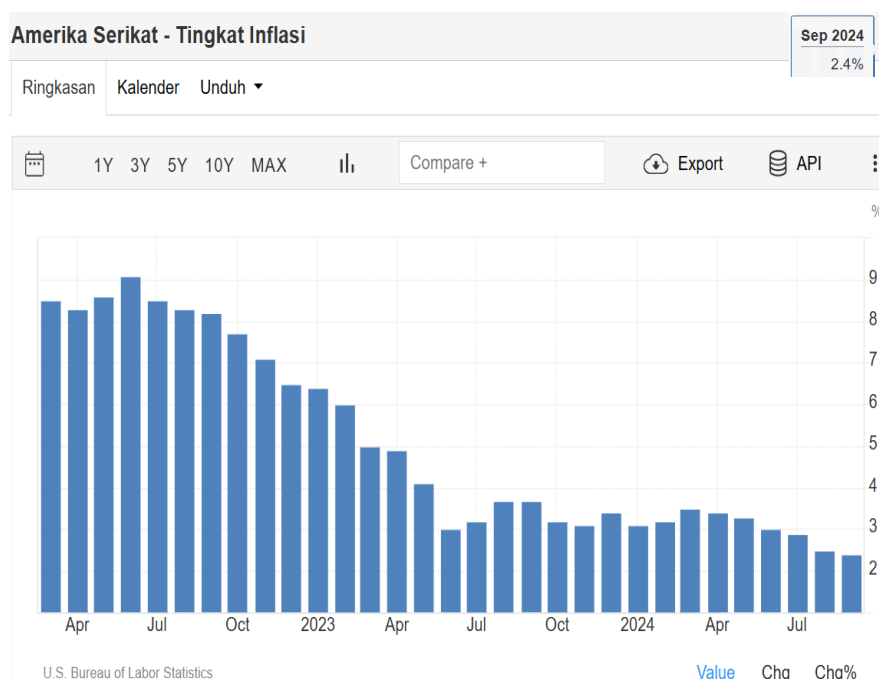 Amerika Serikat - Tingkat Inflasi
Sep 2024
2.4%
Ringkasan Kalender Unduh
1Y 3Y 5Y 10Y MAX Compare + Export API
%
9
8
7
6
5
4
3
2
Apr Jul Oct 2023 Apr Jul Oct 2024 Apr Jul
U.S. Bureau of Labor Statistics Value Chg Chg%